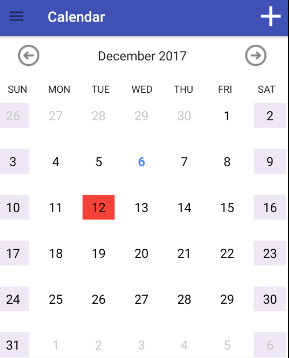 Calendar
December 2017
SUN MON TUE WED THU FRI SAT
26 27 28 29 30 1 2
3 4 5 6 7 8 9
10 11 12 13 14 15 16
17 18 19 20 21 22 23
24 25 26 27 28 29 30
31 1 2 3 4 5 6